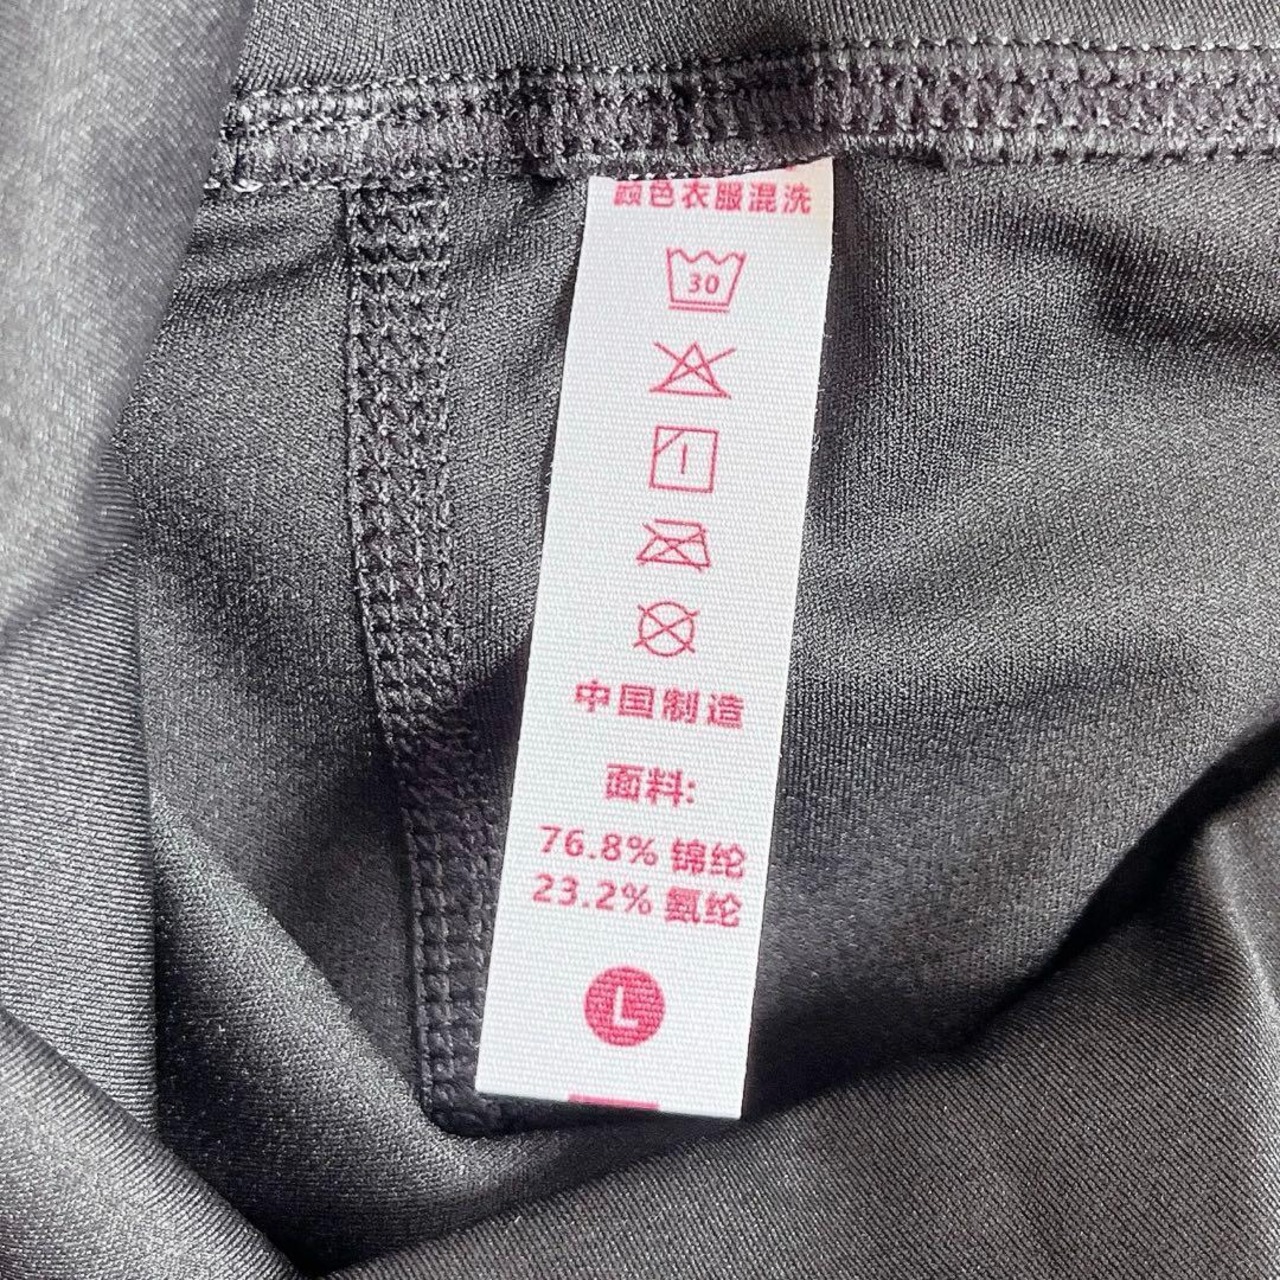 颜色衣服混洗
30
中国制造
面料:
76.8% 锦纶
23.2% 氨纶
L